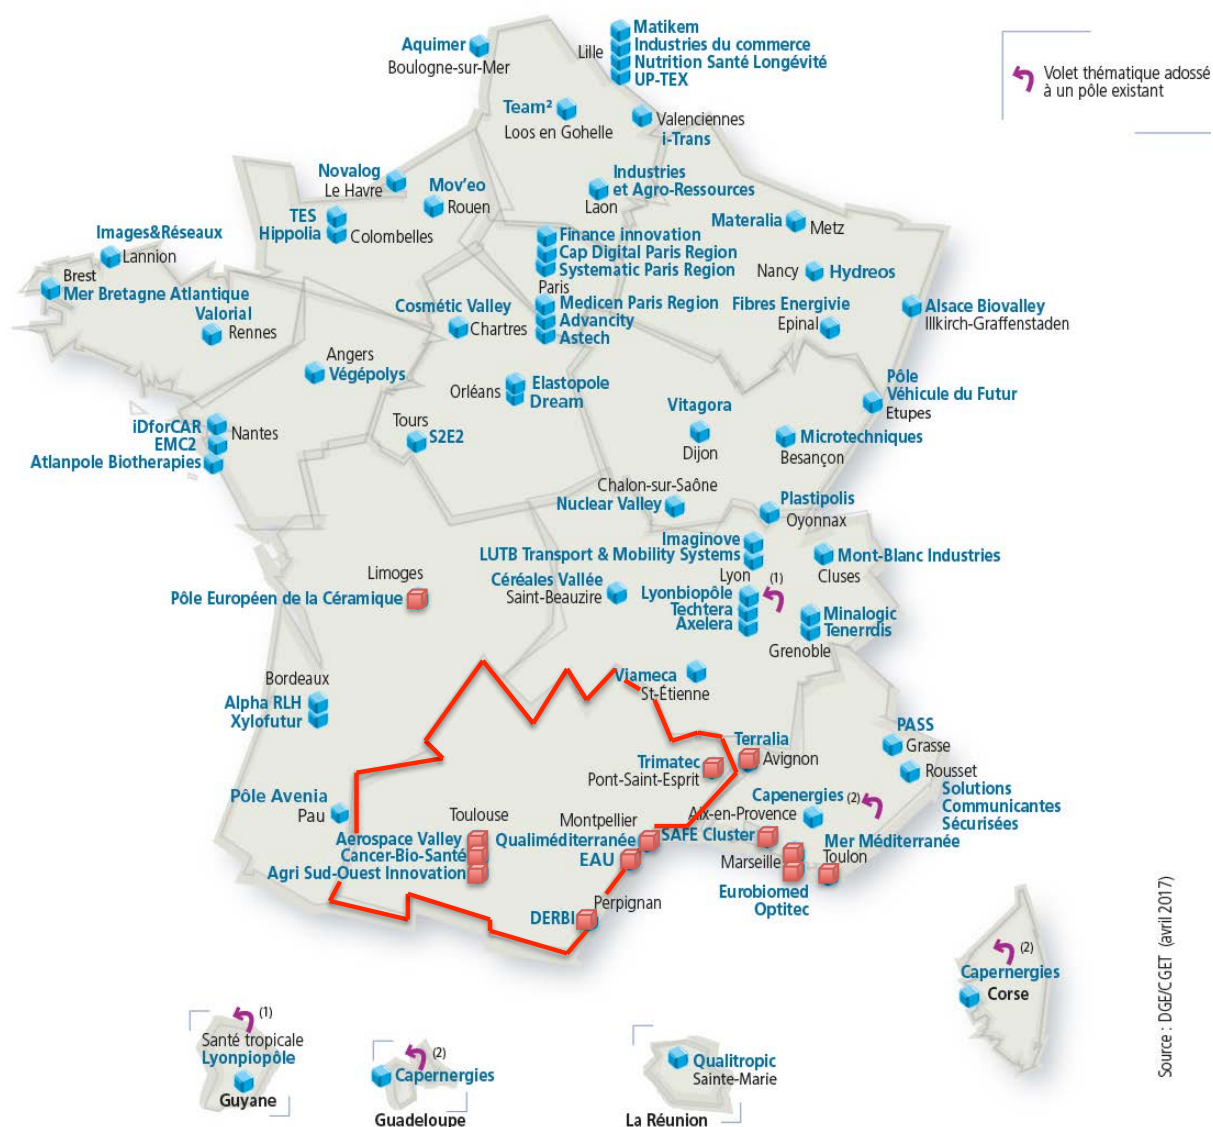 Matikem
Aquimer
Lille
Industries du commerce
Boulogne-sur-Mer
Nutrition Santé Longévité
UP-TEX
Volet thématique adossé
à un pôle existant
Team²
Loos en Gohelle
Valenciennes
i-Trans
Novalog
Le Havre
Mov'eo
Rouen
Industries
et Agro-Ressources
Laon
TES
Hippolia
Colombelles
Materalia
Metz
Images&Réseaux
Lannion
Finance innovation
Cap Digital Paris Region
Systematic Paris Region
Paris
Medicen Paris Region
Advancity
Astech
Nancy
Hydreos
Brest
Mer Bretagne Atlantique
Valorial
Rennes
Cosmétic Valley
Chartres
Fibres Energivie
Epinal
Alsace Biovalley
Illkirch-Graffenstaden
Angers
Végépolys
Orléans
Elastopole
Dream
Pôle
Véhicule du Futur
Etupes
Vitagora
Dijon
Tours
S2E2
Microtechniques
Besançon
iDforCAR
EMC2
Nantes
Atlanpole Biotherapies
Chalon-sur-Saône
Nuclear Valley
Plastipolis
Oyonnax
Imaginove
LUTB Transport & Mobility Systems
Lyon
(1)
Mont-Blanc Industries
Cluses
Limoges
Pôle Européen de la Céramique
Céréales Vallée
Saint-Beauzire
Lyonbiopôle
Techtera
Axelera
Minalogic
Tenerrdis
Grenoble
Bordeaux
Alpha RLH
Xylofutur
Viameca
St-Étienne
PASS
Grasse
Rousset
Solutions
Communicantes
Sécurisées
Terralia
Avignon
Trimatec
Pont-Saint-Esprit
Pôle Avenia
Pau
Capenergies (2)
Aix-en-Provence
Toulouse
Montpellier
Aerospace Valley
Cancer-Bio-Santé
Agri Sud-Ouest Innovation
Qualiméditerranée
EAU
SAFE Cluster
Mer Méditerranée
Marseille
Toulon
Eurobiomed
Optitec
Perpignan
DERBI
(2)
Capernergies
Corse
Source : DGE/CGET (avril 2017)
(1)
Santé tropicale
Lyonpiopôle
Guyane
(2)
Capernergies
Guadeloupe
Qualitropic
Sainte-Marie
La Réunion